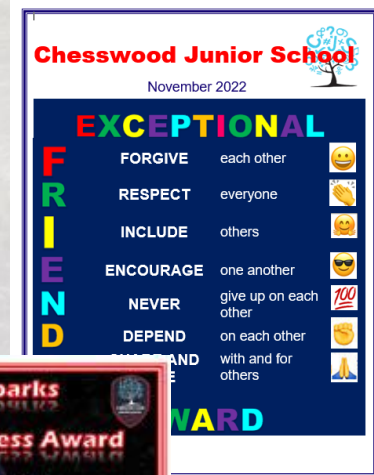 Chesswood Junior School
November 2022
EXCEPTIONAL
F FORGIVE each other
R RESPECT everyone
I INCLUDE others
E ENCOURAGE one another
N NEVER give up on each
other
D DEPEND on each other
AND with and for
others
WARD
parks
ess Award